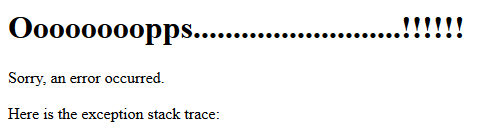 Oooooooopps..........................!!!!!!
Sorry, an error occurred.
Here is the exception stack trace: